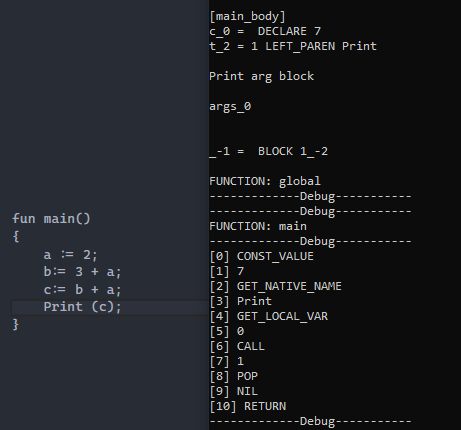 fun main()
{
a := 2;
b:= 3 + a;
c:= b + a;
Print (c);
}
[main_body]
c_0 =  DECLARE 7
t_2 = 1 LEFT_PAREN Print
Print arg block
args_0
_-1 =  BLOCK 1_-2
FUNCTION: global
-------------Debug-----------
-------------Debug-----------
FUNCTION: main
-------------Debug-----------
[0] CONST_VALUE
[1] 7
[2] GET_NATIVE_NAME
[3] Print
[4] GET_LOCAL_VAR
[5] 0
[6] CALL
[7] 1
[8] POP
[9] NIL
[10] RETURN
-------------Debug-----------